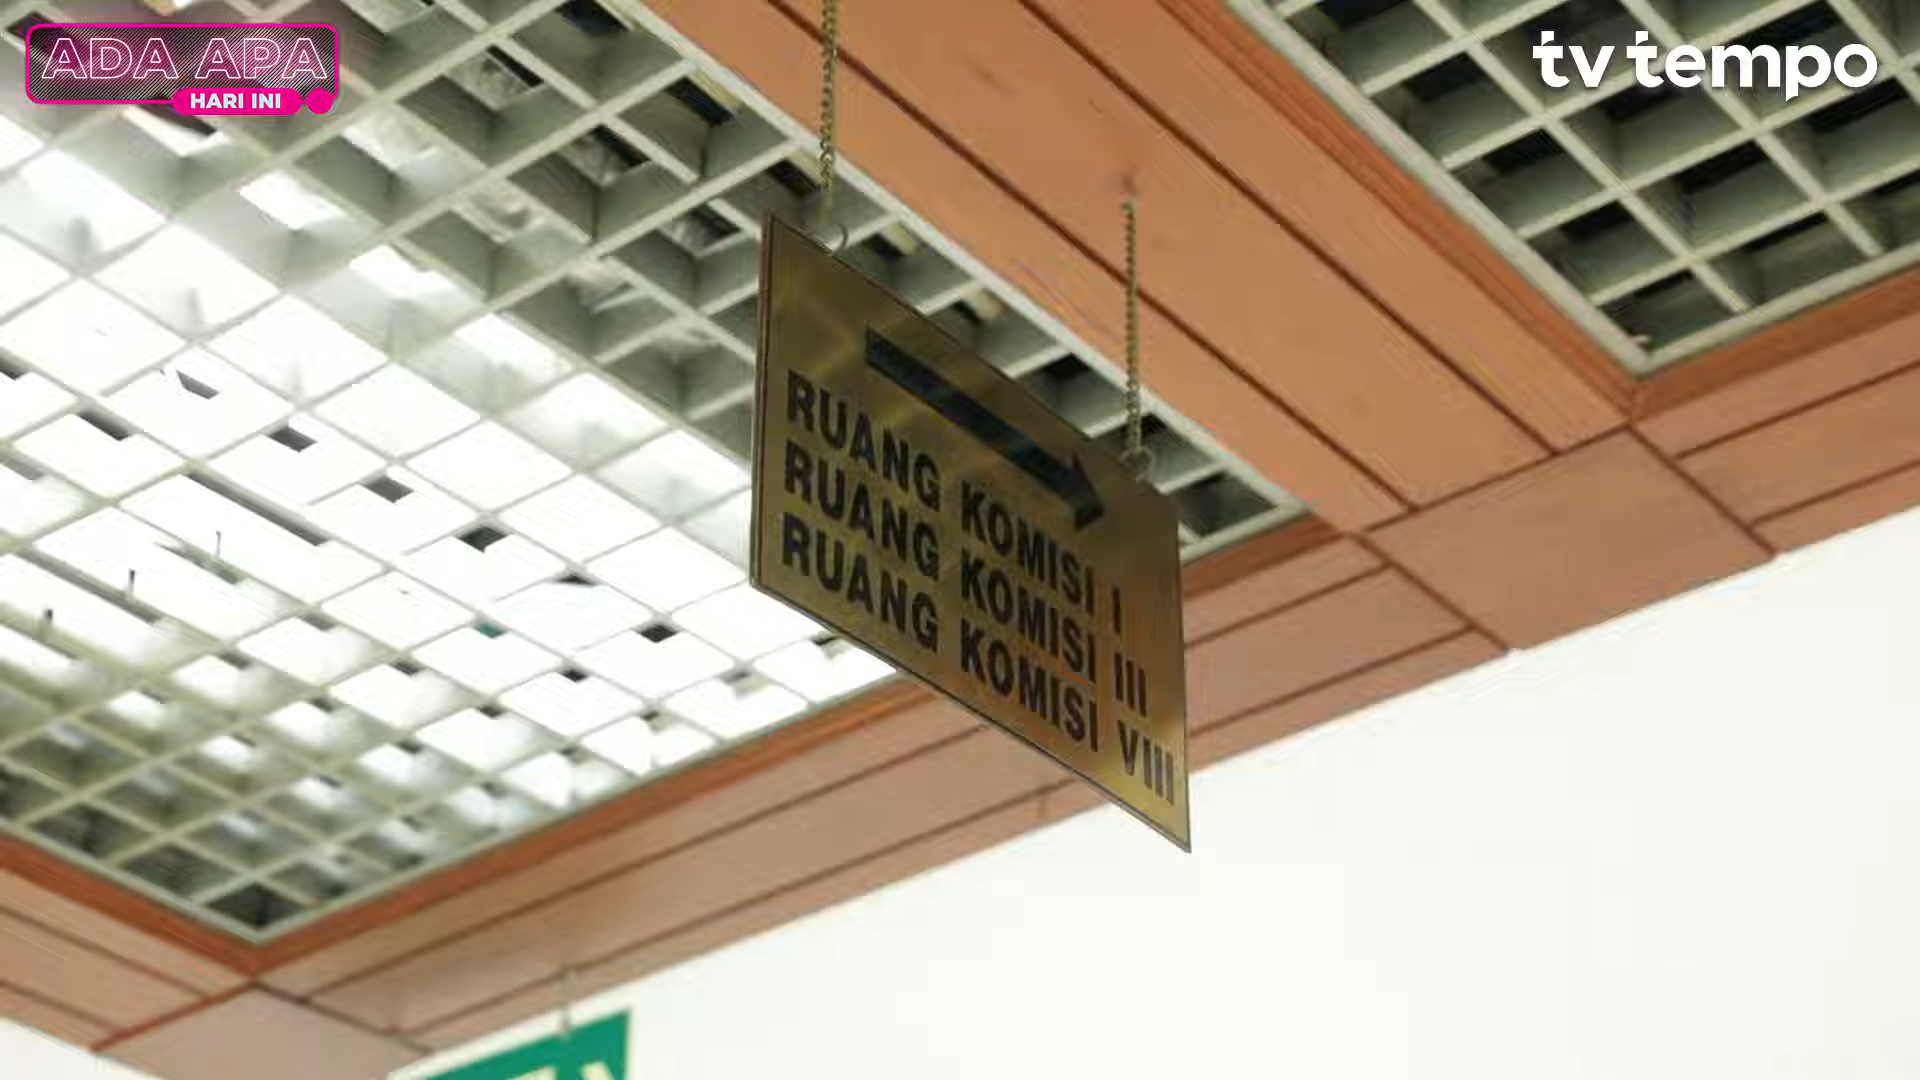 ADA APA
HARI INI
tv tempo
RUANG KOMISI I
RUANG KOMISI III
RUANG KOMISI VIII